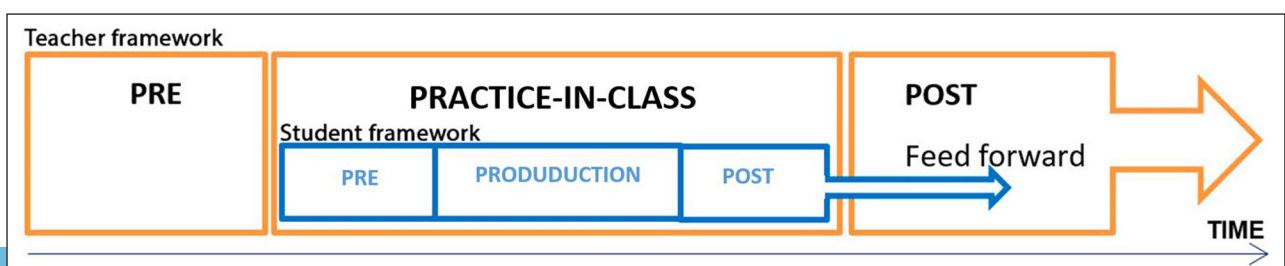 Teacher framework
PRE
PRACTICE-IN-CLASS
POST
Student framework
Feed forward
PRE
PRODUDUCTION
POST
TIME